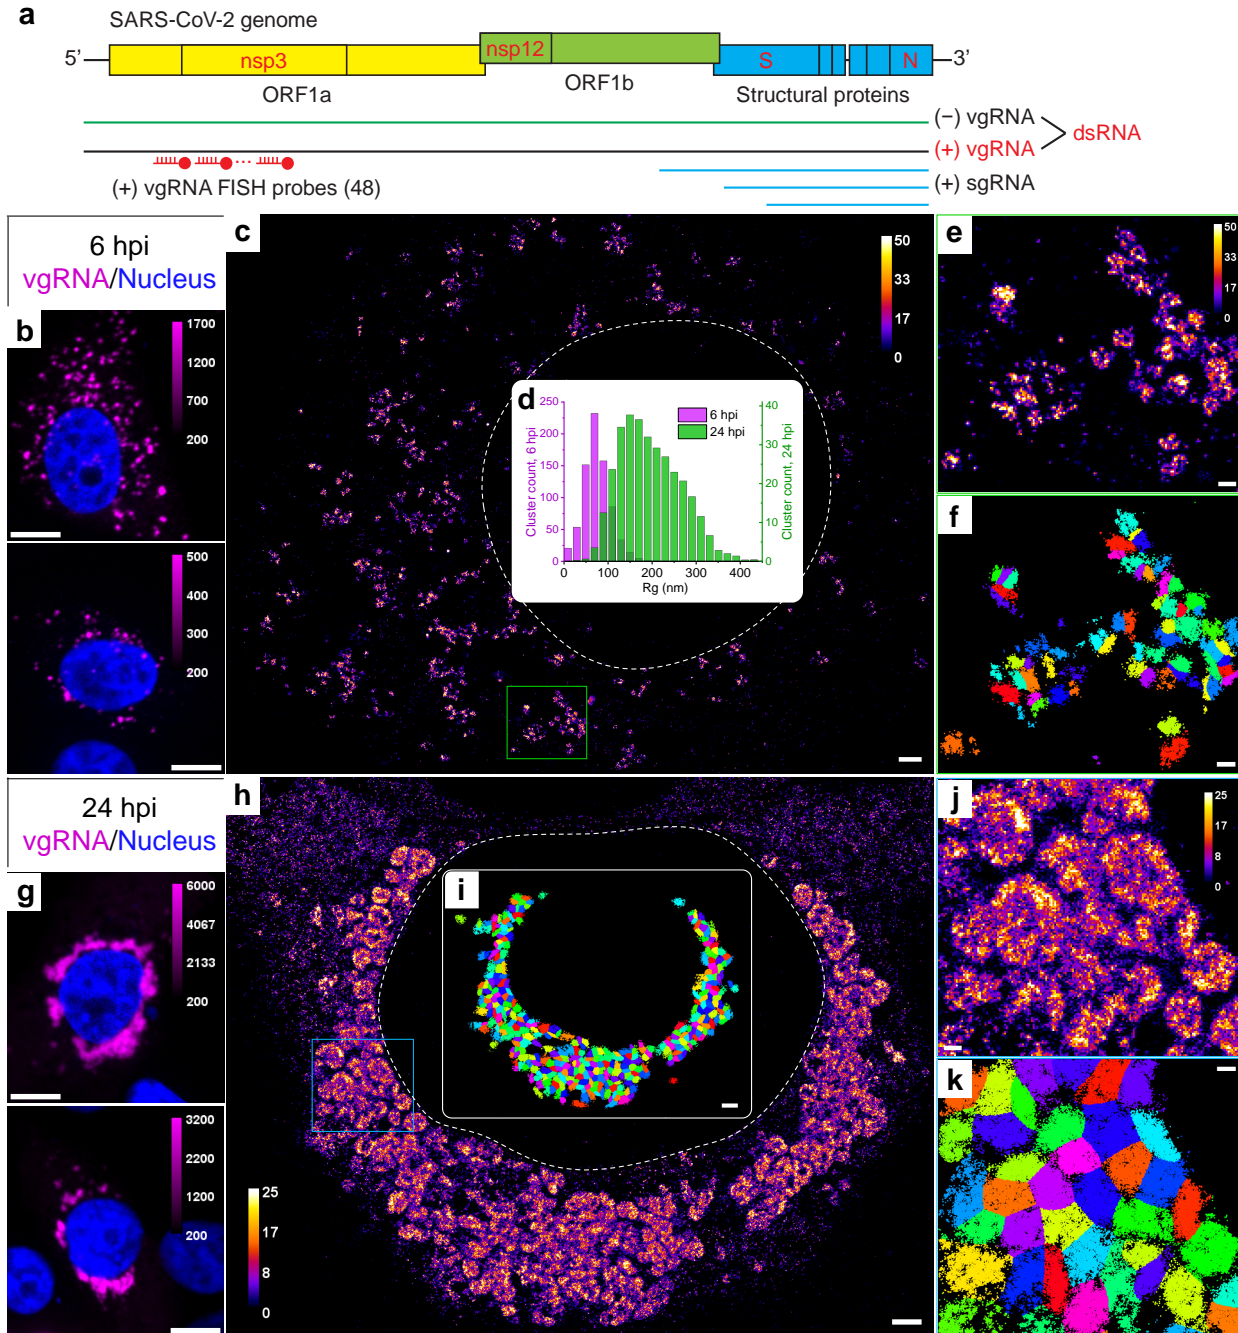 a
SARS-CoV-2 genome
5’ nsp3 nsp12 S N 3’
ORF1a ORF1b Structural proteins
(−) vgRNA
dsRNA
(+) vgRNA
(+) vgRNA FISH probes (48)
(+) sgRNA
6 hpi
vgRNA/Nucleus
b
1700
1200
700
200
500
400
300
200
c
50
33
17
0
d
250
200
150
100
50
0
Cluster count, 6 hpi
6 hpi
24 hpi
40
30
20
10
0
Cluster count, 24 hpi
0 100 200 300 400
Rg (nm)
e
50
33
17
0
f
24 hpi
vgRNA/Nucleus
g
6000
4067
2133
200
3200
2200
1200
200
h
25
17
8
0
i
j
25
17
8
0
k